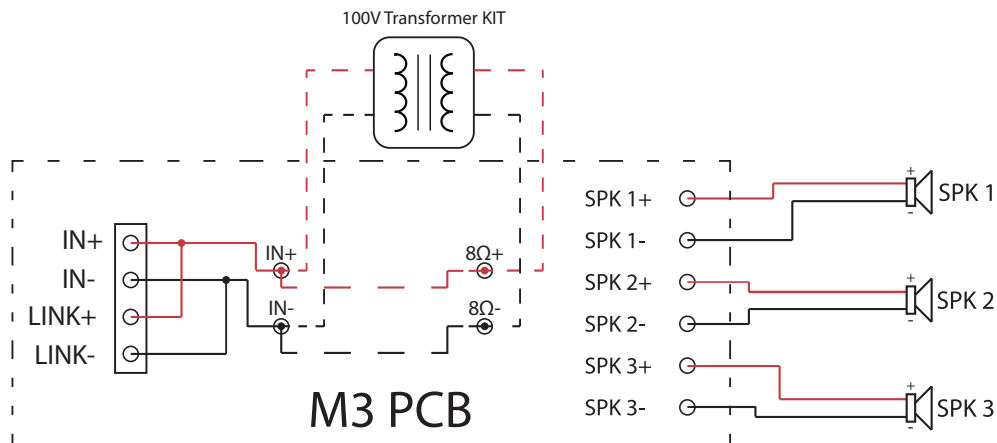 100V Transformer KIT
IN+
IN-
LINK+
LINK-
IN+
IN-
8Ω+
8Ω-
M3 PCB
SPK 1+
SPK 1-
SPK 2+
SPK 2-
SPK 3+
SPK 3-
+
SPK 1
-
+
SPK 2
-
+
SPK 3
-